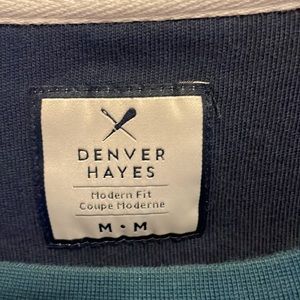 DENVER
HAYES
Modern Fit
Coupe Moderne
M • M